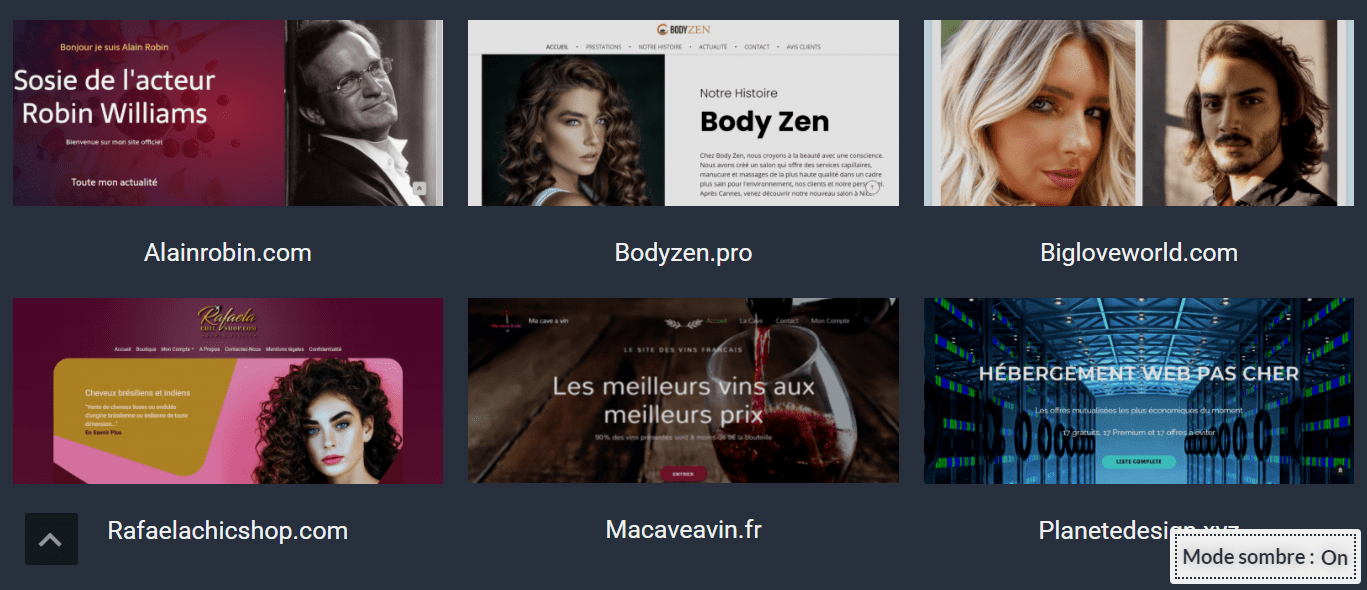 Bonjour je suis Alain Robin
Sosie de l'acteur
Robin Williams
Bienvenue sur mon site officiel
Toute mon actualité
BODYZEN
ACCUEIL • PRESTATIONS • NOTRE HISTOIRE • ACTUALITÉ • CONTACT • AVIS CLIENTS
Notre Histoire
Body Zen
Chez Body Zen, nous croyons à la beauté avec une conscience.
Nous avons créé un salon qui offre des services capillaires,
manucure et massages de la plus haute qualité dans un cadre
plus sain pour l'environnement, nos clients et notre
Après Cannes, venez découvrir notre nouveau salon à
Alainrobin.com
Bodyzen.pro
Bigloveworld.com
Rafaela
CHIC SHOP.COM
Accueil Boutique Mon Compte A Propos Contactez-Nous Mentions légales Confidentialité
Cheveux brésiliens et indiens
"Vente de cheveux lisses ou ondulés
d'origine brésilienne ou indienne de toute
dimension..."
En Savoir Plus
Ma cave à vin
Ma cave a vin
Accueil La Cave Contact Mon Compte
LE SITE DES VINS FRANÇAIS
Les meilleurs vins aux
meilleurs prix
90% des vins présentés sont à moins de 9€ la bouteille
ENTRER
HÉBERGEMENT WEB PAS CHER
Les offres mutualisées les plus économiques du moment
17 gratuits, 17 Premium et 17 offres à éviter
LISTE COMPLETE
Rafaelachicshop.com
Macaveavin.fr
Planetedesign.xyz
Mode sombre : On